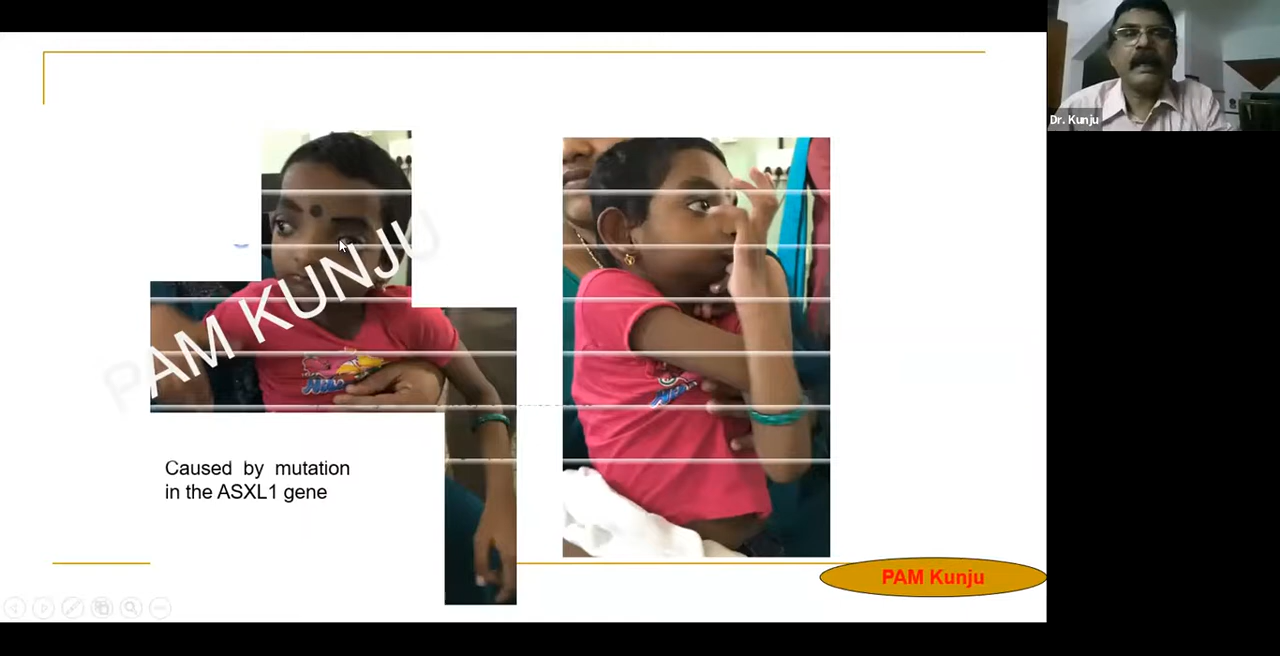 Dr. Kunju
PAM KUNJU
Caused by mutation
in the ASXL1 gene
PAM Kunju